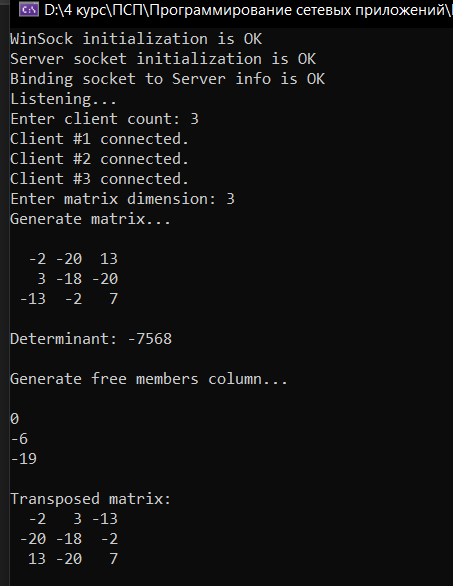 D:\4 курс\ПСП\Программирование сетевых приложений\
WinSock initialization is OK
Server socket initialization is OK
Binding socket to Server info is OK
Listening...
Enter client count: 3
Client #1 connected.
Client #2 connected.
Client #3 connected.
Enter matrix dimension: 3
Generate matrix...
-2 -20 13
3 -18 -20
-13 -2 7
Determinant: -7568
Generate free members column...
0
-6
-19
Transposed matrix:
-2 3 -13
-20 -18 -2
13 -20 7